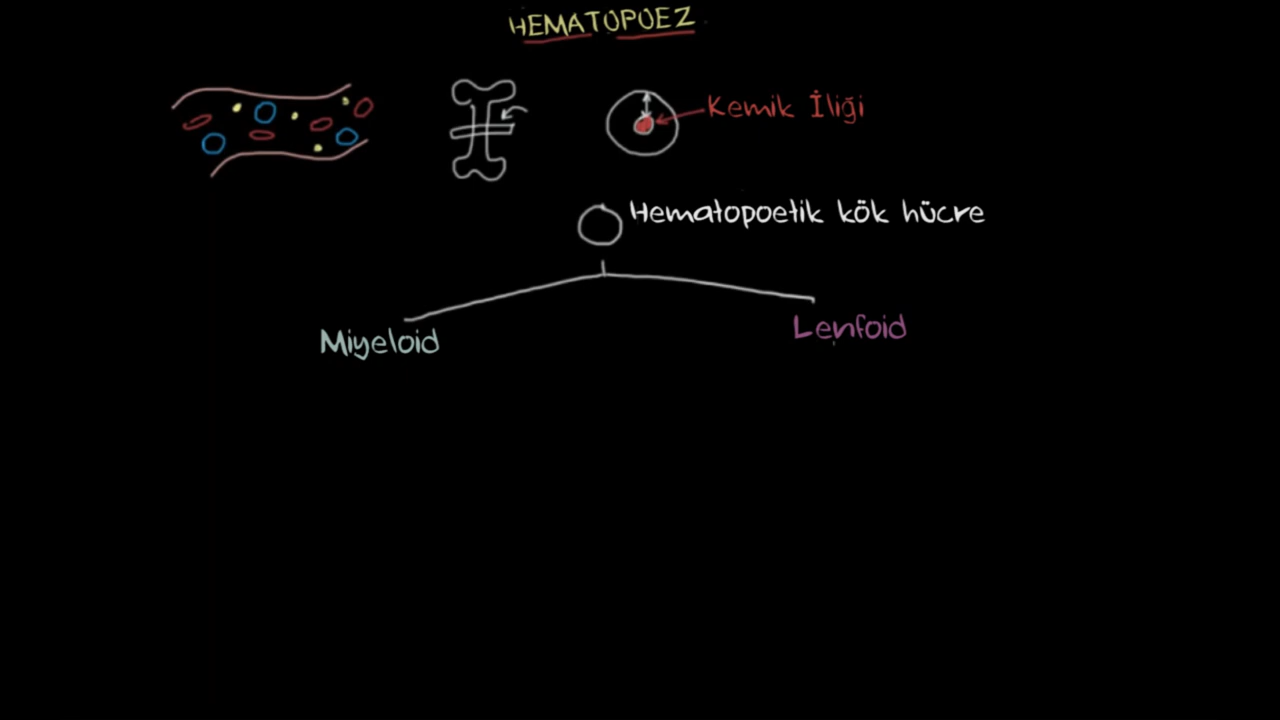 HEMATOPOEZ
Kemik İliği
Hematopoetik kök hücre
Miyeloid
Lenfoid